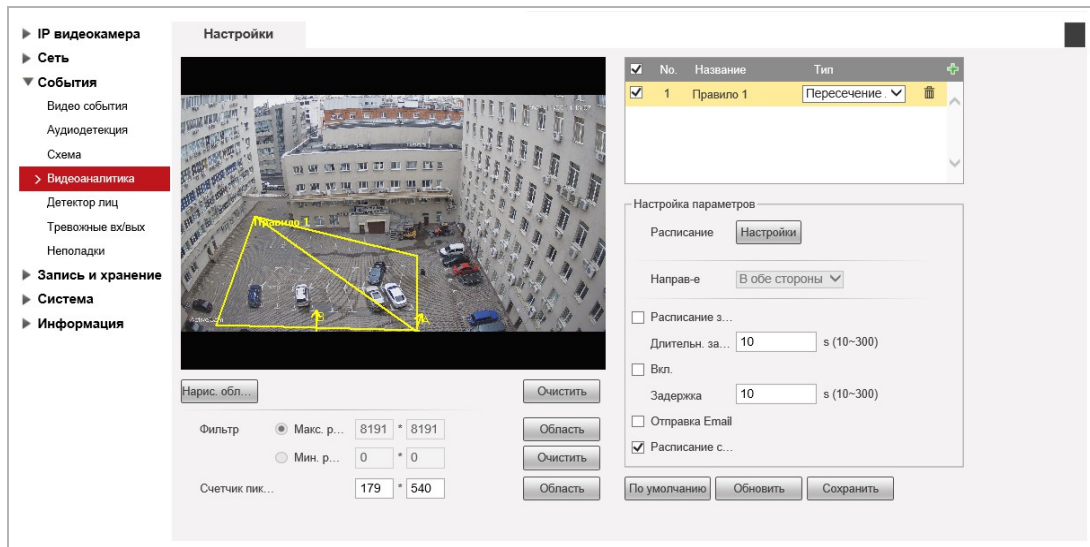 IP видеокамера
Сеть
События
Видео события
Аудиодетекция
Схема
Видеоаналитика
Детектор лиц
Тревожные вх/вых
Неполадки
Запись и хранение
Система
Информация
Настройки
Правило 1
A
Нарис. обл...
Очистить
Фильтр Макс. р... 8191 * 8191 Область
Мин. р... 0 * 0 Очистить
Счетчик пик... 179 * 540 Область
No. Название Тип
1 Правило 1 Пересечение.
Настройка параметров
Расписание Настройки
Направ-е В обе стороны
Расписание з...
Длительн. за... 10 s (10~300)
Вкл.
Задержка 10 s (10~300)
Отправка Email
Расписание с...
По умолчанию Обновить Сохранить